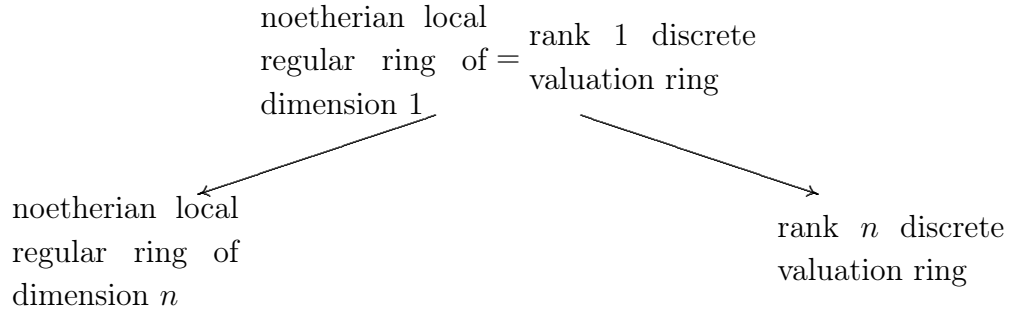 noetherian local
regular ring of
dimension 1
=
rank 1 discrete
valuation ring
noetherian local
regular ring of
dimension n
rank n discrete
valuation ring